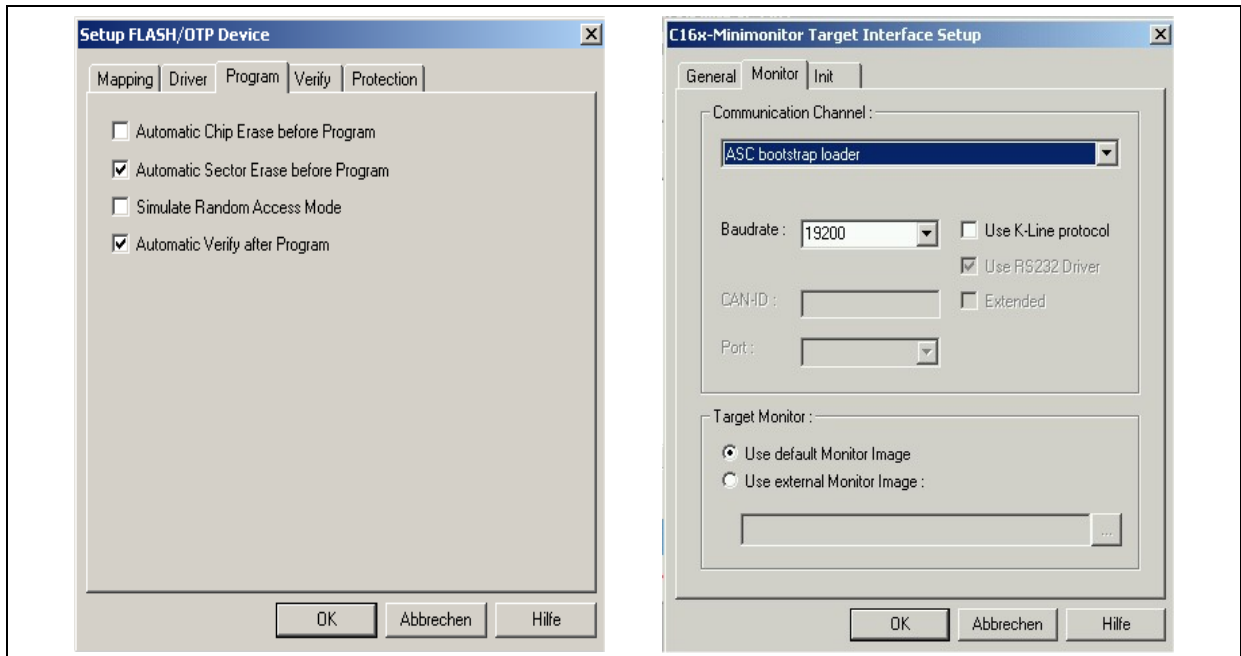 Setup FLASH/OTP Device
Mapping Driver Program Verify Protection
Automatic Chip Erase before Program
Automatic Sector Erase before Program
Simulate Random Access Mode
Automatic Verify after Program
OK Abbrechen Hilfe
C16x-Minimonitor Target Interface Setup
General Monitor Init
Communication Channel :
ASC bootstrap loader
Baudrate : 19200 Use K-Line protocol
Use RS232 Driver
CAN-ID : Extended
Port :
Target Monitor :
Use default Monitor Image
Use external Monitor Image :
...
OK Abbrechen Hilfe